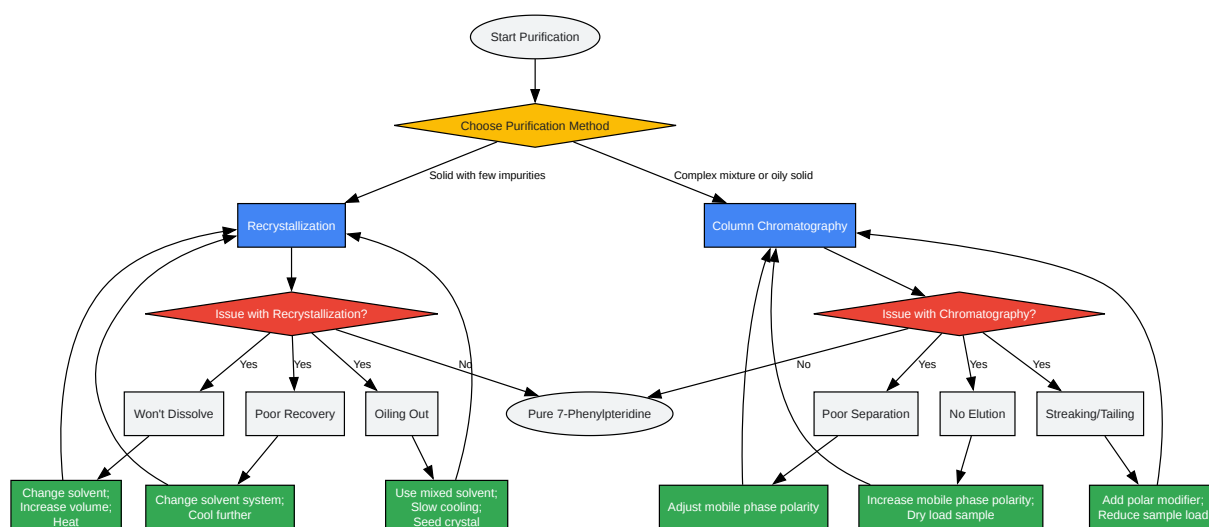 Start Purification
Choose Purification Method
Solid with few impurities
Complex mixture or oily solid
Recrystallization
Column Chromatography
Issue with Recrystallization?
Issue with Chromatography?
Yes
Yes
Yes
No
No
Yes
Yes
Yes
Won't Dissolve
Poor Recovery
Oiling Out
Pure 7-Phenylpteridine
Poor Separation
No Elution
Streaking/Tailing
Change solvent;
Increase volume;
Heat
Change solvent system;
Cool further
Use mixed solvent;
Slow cooling;
Seed crystal
Adjust mobile phase polarity
Increase mobile phase polarity;
Dry load sample
Add polar modifier;
Reduce sample load